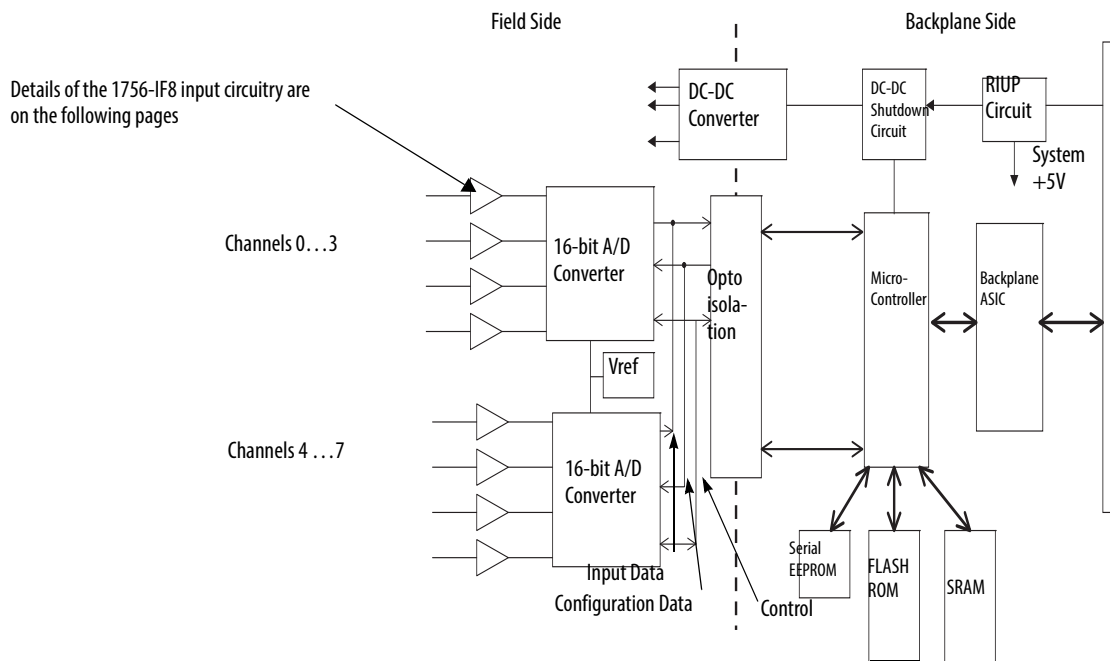 Field Side
Backplane Side
Details of the 1756-IF8 input circuitry are
on the following pages
DC-DC
Converter
DC-DC
Shutdown
Circuit
RIUP
Circuit
System
+5V
Channels 0…3
16-bit A/D
Converter
Opto
isola-
tion
Micro-
Controller
Backplane
ASIC
Vref
Channels 4 …7
16-bit A/D
Converter
Serial
EEPROM
FLASH
ROM
SRAM
Input Data
Configuration Data
Control